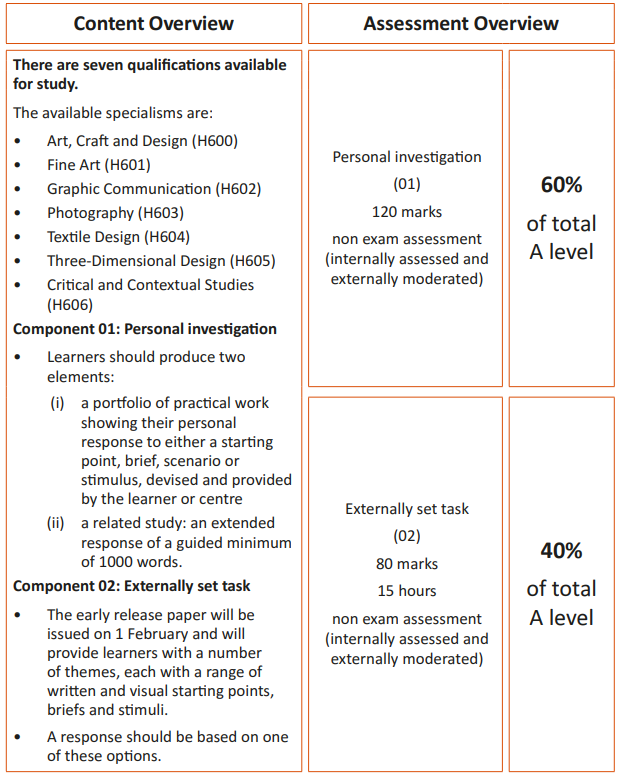 Content Overview
Assessment Overview
There are seven qualifications available
for study.
The available specialisms are:
• Art, Craft and Design (H600)
• Fine Art (H601)
• Graphic Communication (H602)
• Photography (H603)
• Textile Design (H604)
• Three-Dimensional Design (H605)
• Critical and Contextual Studies
(H606)
Component 01: Personal investigation
• Learners should produce two
elements:
(i) a portfolio of practical work
showing their personal
response to either a starting
point, brief, scenario or
stimulus, devised and provided
by the learner or centre
(ii) a related study: an extended
response of a guided minimum
of 1000 words.
Component 02: Externally set task
• The early release paper will be
issued on 1 February and will
provide learners with a number
of themes, each with a range of
written and visual starting points,
briefs and stimuli.
• A response should be based on one
of these options.
Personal investigation
(01)
120 marks
non exam assessment
(internally assessed and
externally moderated)
60%
of total
A level
Externally set task
(02)
80 marks
15 hours
non exam assessment
(internally assessed and
externally moderated)
40%
of total
A level